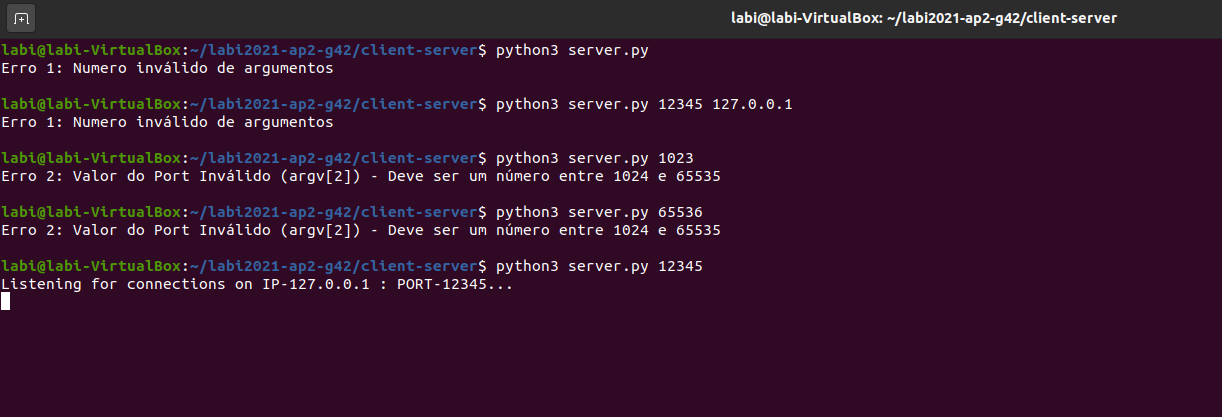 labi@labi-VirtualBox: ~/labi2021-ap2-g42/client-server
labi@labi-VirtualBox:~/labi2021-ap2-g42/client-server$ python3 server.py
Erro 1: Numero inválido de argumentos
labi@labi-VirtualBox:~/labi2021-ap2-g42/client-server$ python3 server.py 12345 127.0.0.1
Erro 1: Numero inválido de argumentos
labi@labi-VirtualBox:~/labi2021-ap2-g42/client-server$ python3 server.py 1023
Erro 2: Valor do Port Inválido (argv[2]) - Deve ser um número entre 1024 e 65535
labi@labi-VirtualBox:~/labi2021-ap2-g42/client-server$ python3 server.py 65536
Erro 2: Valor do Port Inválido (argv[2]) - Deve ser um número entre 1024 e 65535
labi@labi-VirtualBox:~/labi2021-ap2-g42/client-server$ python3 server.py 12345
Listening for connections on IP-127.0.0.1 : PORT-12345...